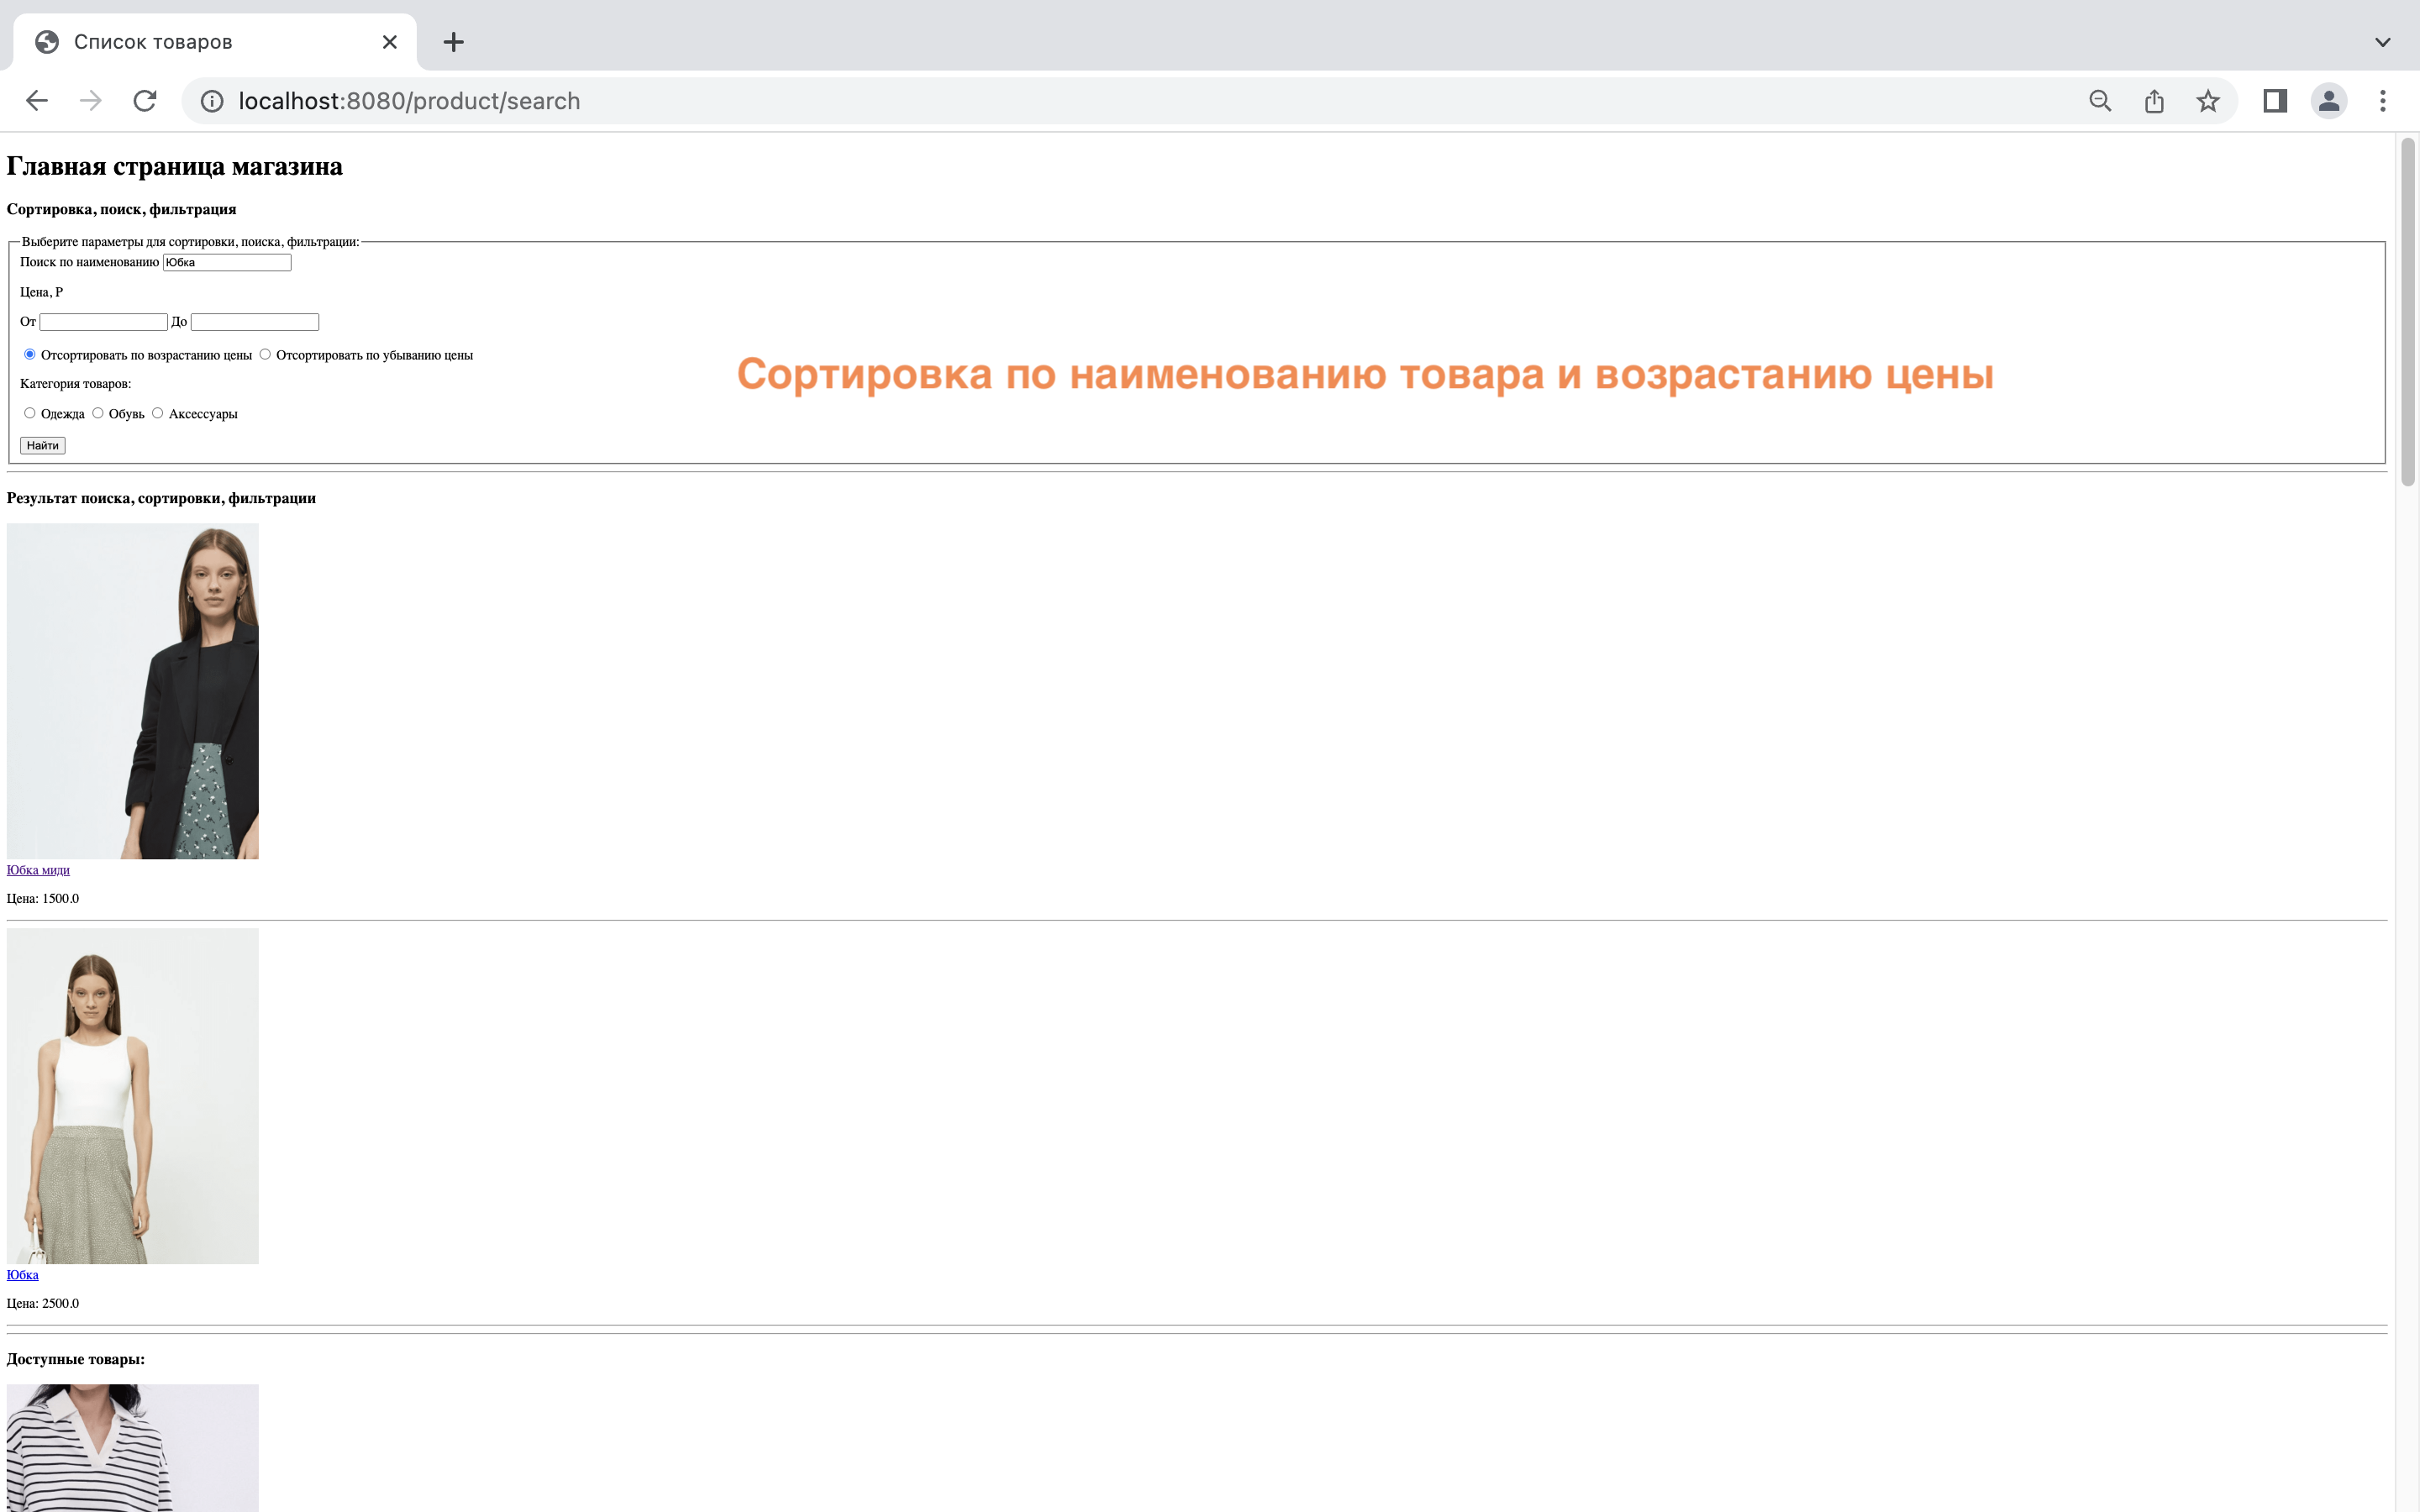 Список товаров
localhost:8080/product/search
Главная страница магазина
Сортировка, поиск, фильтрация
Выберите параметры для сортировки, поиска, фильтрации:
Поиск по наименованию Юбка
Цена, Р
От До
Отсортировать по возрастанию цены Отсортировать по убыванию цены
Сортировка по наименованию товара и возрастанию цены
Категория товаров:
Одежда Обувь Аксессуары
Найти
Результат поиска, сортировки, фильтрации
Юбка миди
Цена: 1500.0
Юбка
Цена: 2500.0
Доступные товары: